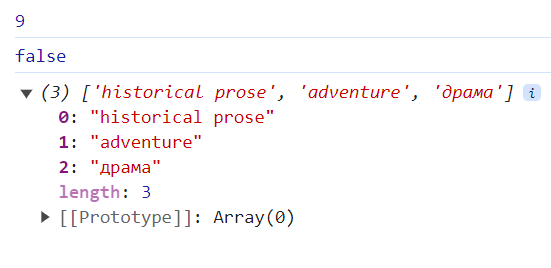 9
false
(3) ['historical prose', 'adventure', 'драма'] i
0: "historical prose"
1: "adventure"
2: "драма"
length: 3
[[Prototype]]: Array(0)